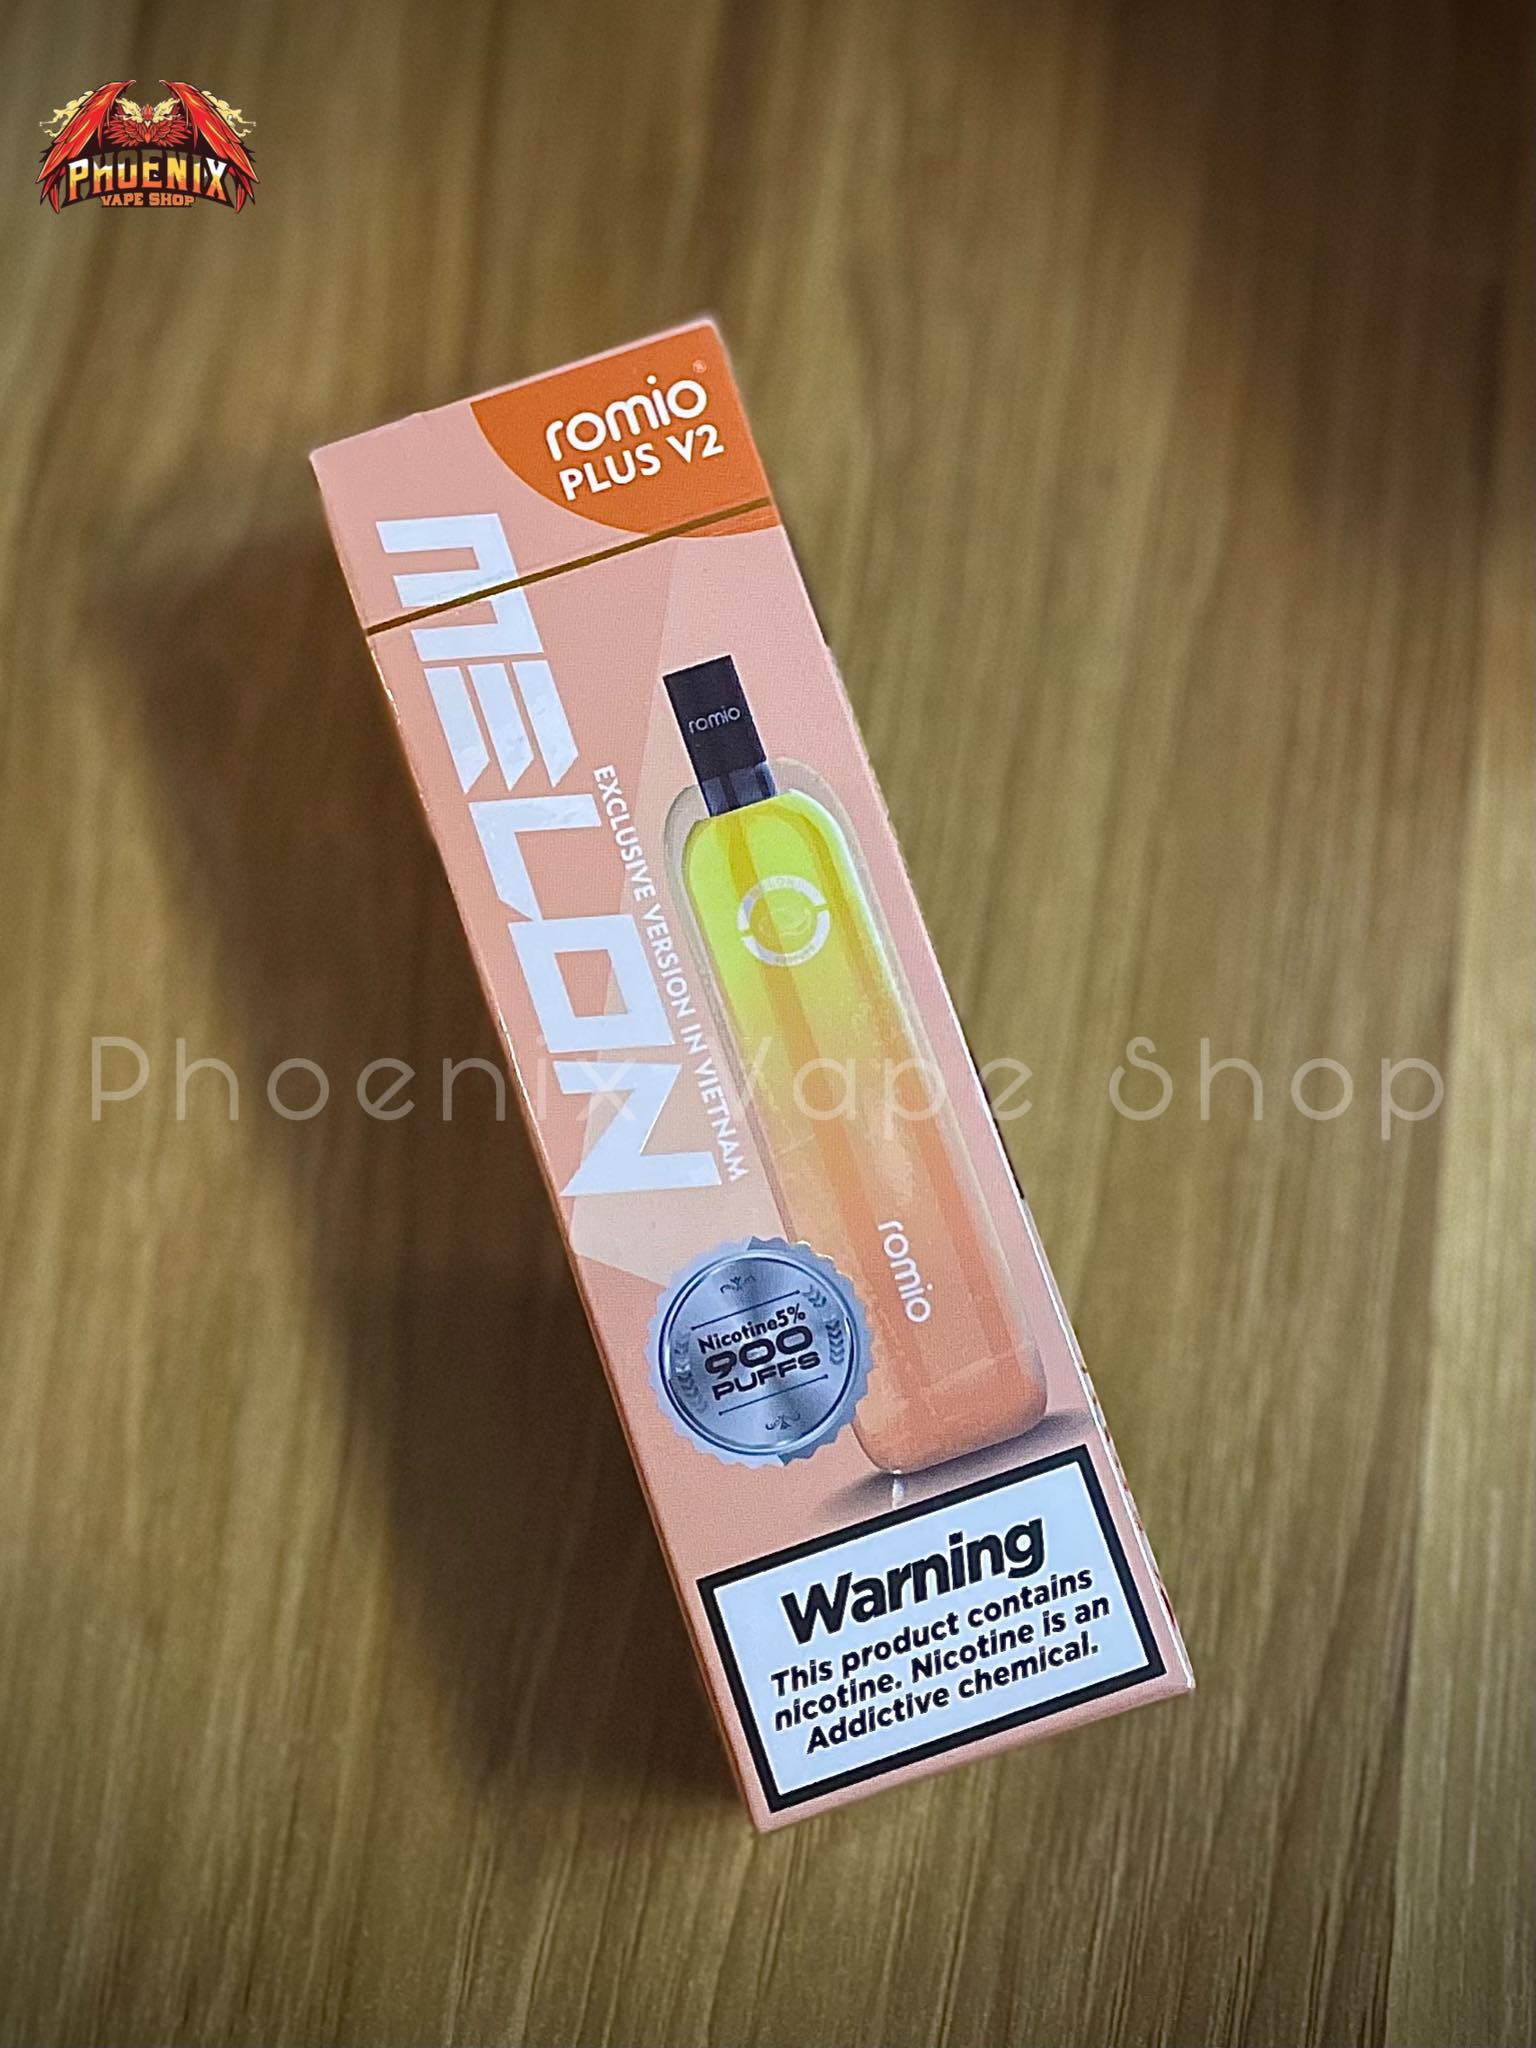 PHOENIX
VAPE SHOP
romio®
PLUS V2
MELON
EXCLUSIVE VERSION IN VIETNAM
romio
romio
Nicotine5%
900
PUFFS
Phoenix Vape Shop
Warning
This product contains
nicotine. Nicotine is an
Addictive chemical.